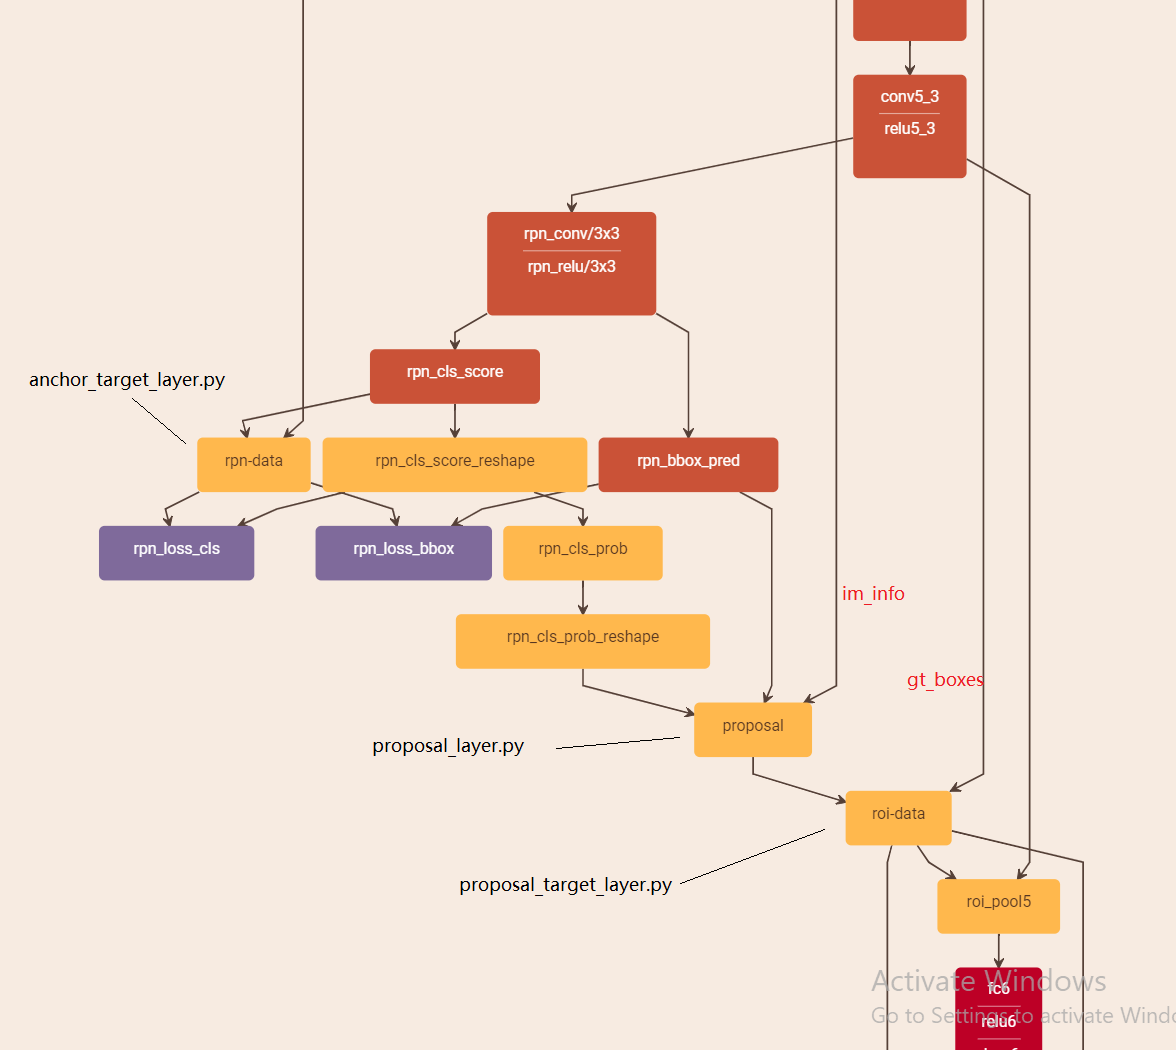 conv5_3
relu5_3
rpn_conv/3x3
rpn_relu/3x3
rpn_cls_score
anchor_target_layer.py
rpn-data
rpn_cls_score_reshape
rpn_bbox_pred
rpn_loss_cls
rpn_loss_bbox
rpn_cls_prob
im_info
rpn_cls_prob_reshape
gt_boxes
proposal
proposal_layer.py
roi-data
proposal_target_layer.py
roi_pool5
Activate Windows
fc6
Go to Settings to activate
relu6